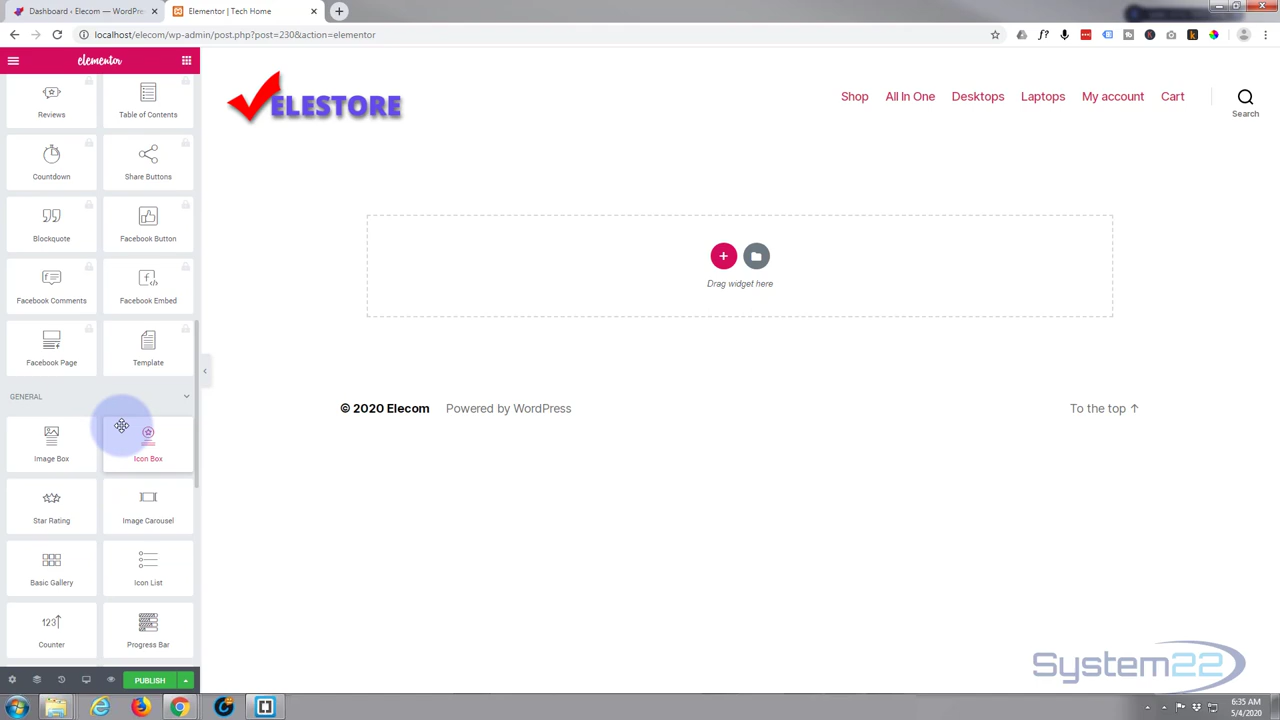 Dashboard ‹ Elecom — WordPre
Elementor | Tech Home
localhost/elecom/wp-admin/post.php?post=230&action=elementor
elementor
Reviews
Table of Contents
Countdown
Share Buttons
Blockquote
Facebook Button
Facebook Comments
Facebook Embed
Facebook Page
Template
GENERAL
Image Box
Icon Box
Star Rating
Image Carousel
Basic Gallery
Icon List
123
Counter
Progress Bar
PUBLISH
ELESTORE
Shop
All In One
Desktops
Laptops
My account
Cart
Search
Drag widget here
© 2020 Elecom
Powered by WordPress
To the top ↑
System22
6:35 AM
5/4/2020